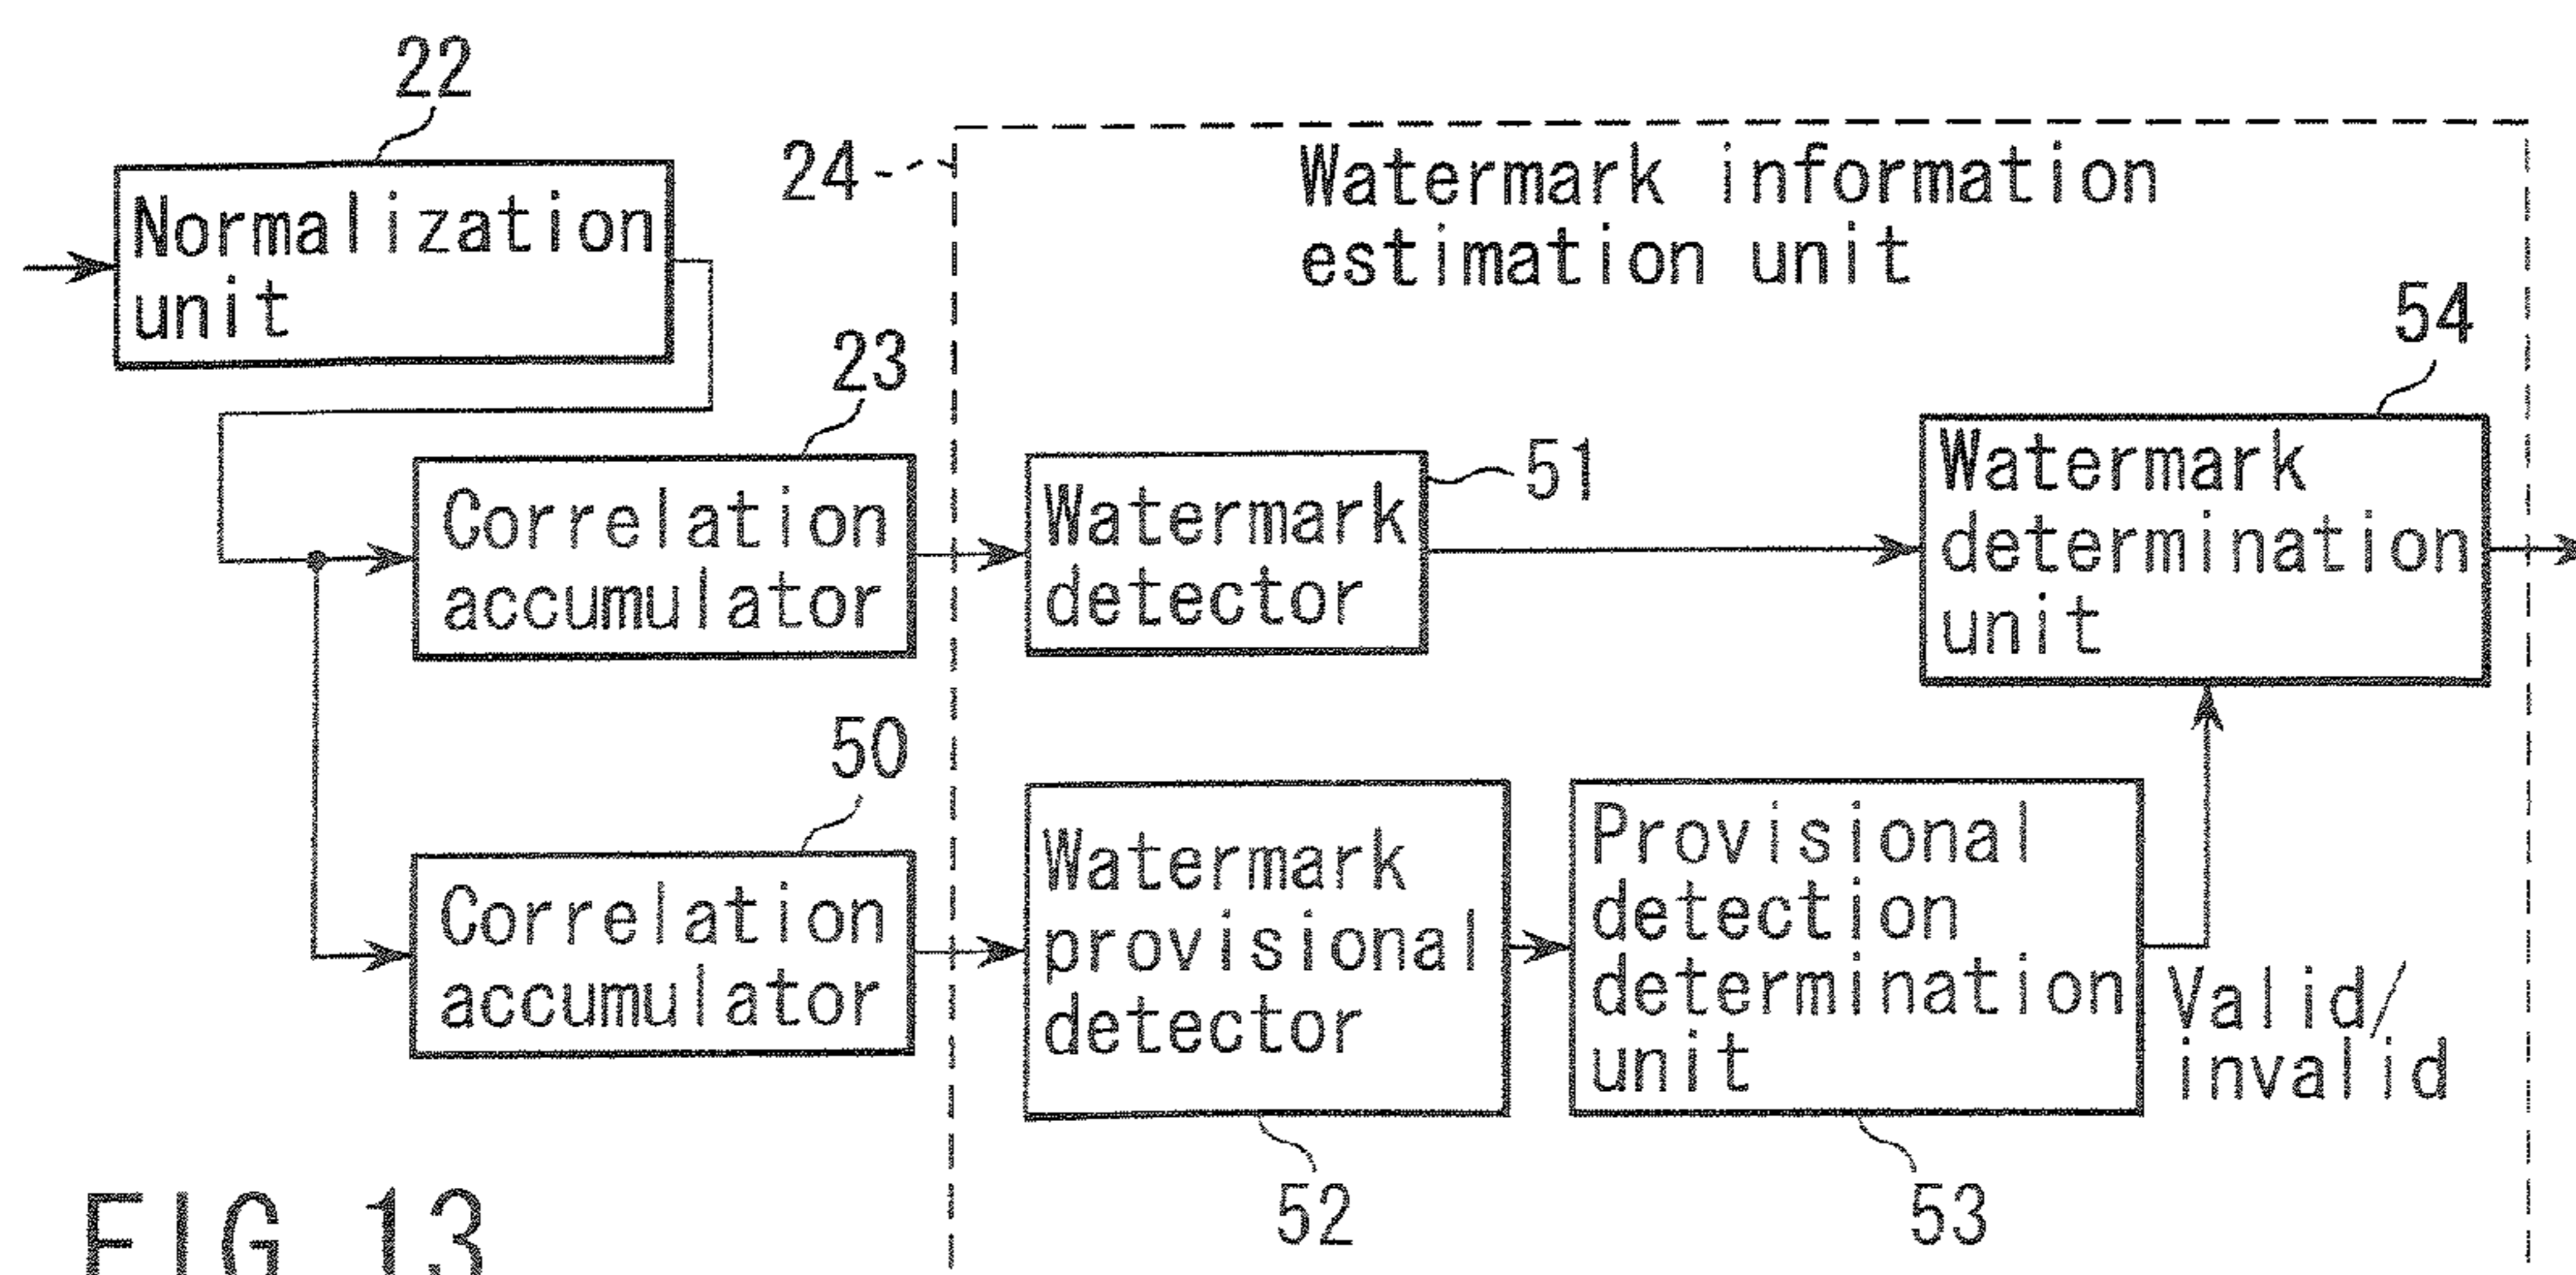 22
Normalization
unit
24
Watermark information
estimation unit
23
Correlation
accumulator
51
Watermark
detector
54
Watermark
determination
unit
50
Correlation
accumulator
Watermark
provisional
detector
52
Provisional
detection
determination
unit
53
Valid/
invalid
FIG. 13